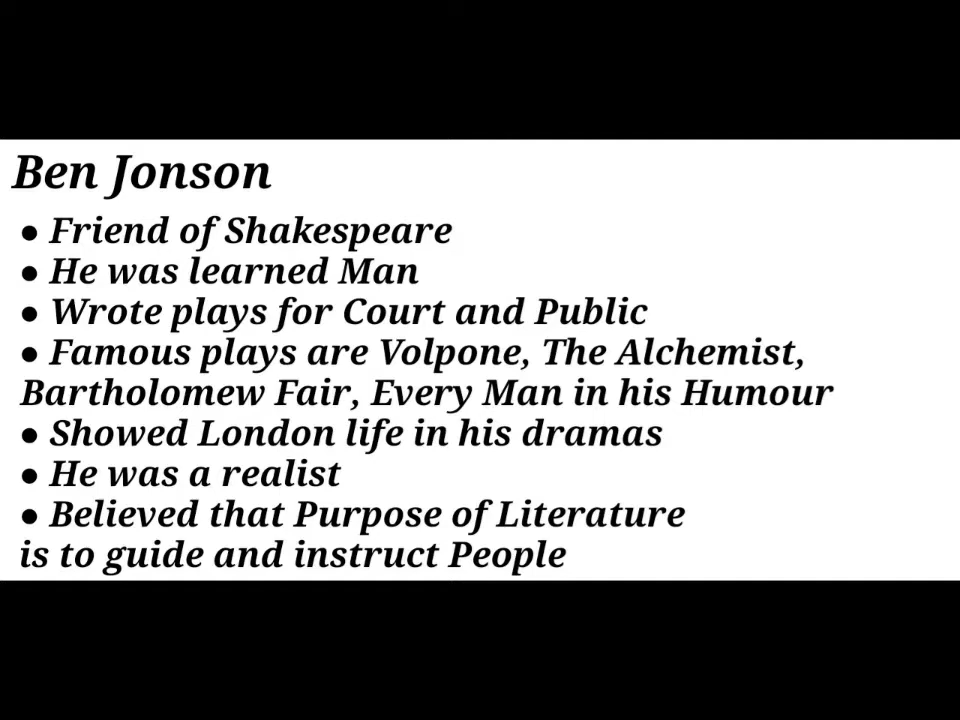 Ben Jonson
● Friend of Shakespeare
● He was learned Man
● Wrote plays for Court and Public
● Famous plays are Volpone, The Alchemist,
Bartholomew Fair, Every Man in his Humour
● Showed London life in his dramas
● He was a realist
● Believed that Purpose of Literature
is to guide and instruct People